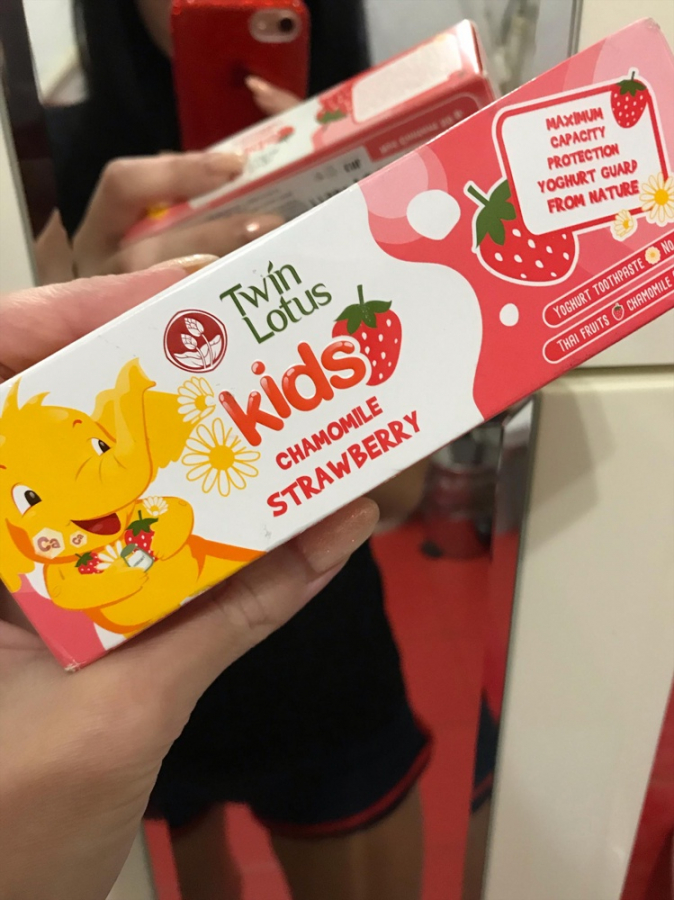 Twin
Lotus
kids
CHAMOMILE
STRAWBERRY
MAXIMUM
CAPACITY
PROTECTION
YOGHURT GUARD
FROM NATURE
YOGHURT TOOTHPASTE
THAI FRUITS CHAMOMILE
Ca